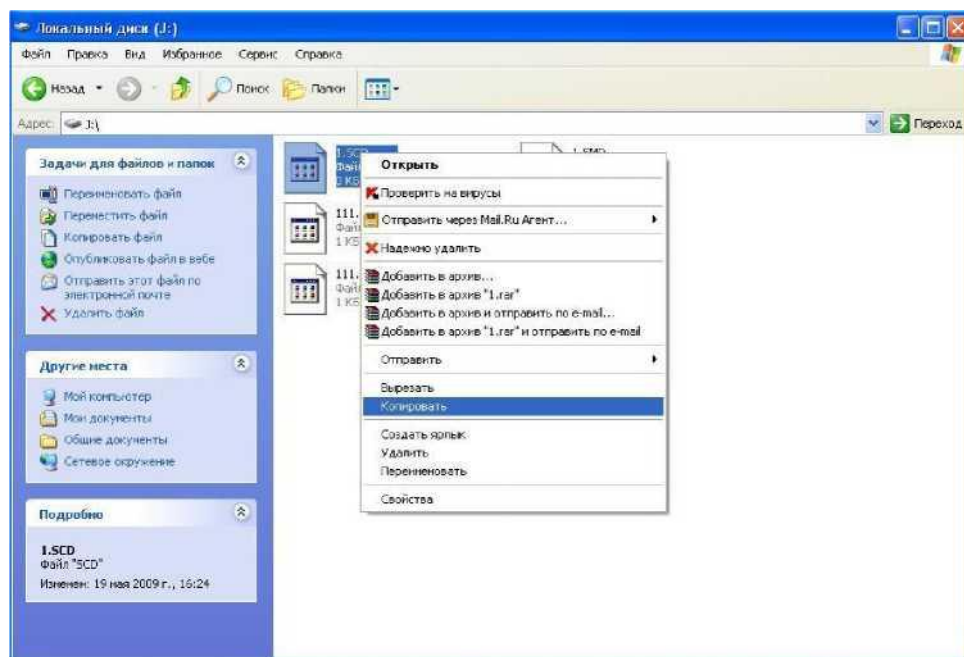 Локальный диск (J:)
Файл Правка Вид Избранное Сервис Справка
Назад Поиск Папки
Адрес: J:\ Переход
Задачи для файлов и папок
Переименовать файл
Переместить файл
Копировать файл
Опубликовать файл в вебе
Отправить этот файл по
электронной почте
Удалить файл
Другие места
Мой компьютер
Мои документы
Общие документы
Сетевое окружение
Подробно
1.SCD
Файл "SCD"
Изменен: 19 мая 2009 г., 16:24
1.SCD
111.
1 КБ
111.
1 КБ
Открыть
Проверить на вирусы
Отправить через Mail.Ru Агент...
Надежно удалить
Добавить в архив...
Добавить в архив "1.rar"
Добавить в архив и отправить по e-mail...
Добавить в архив "1.rar" и отправить по e-mail
Отправить
Вырезать
Копировать
Создать ярлык
Удалить
Переименовать
Свойства